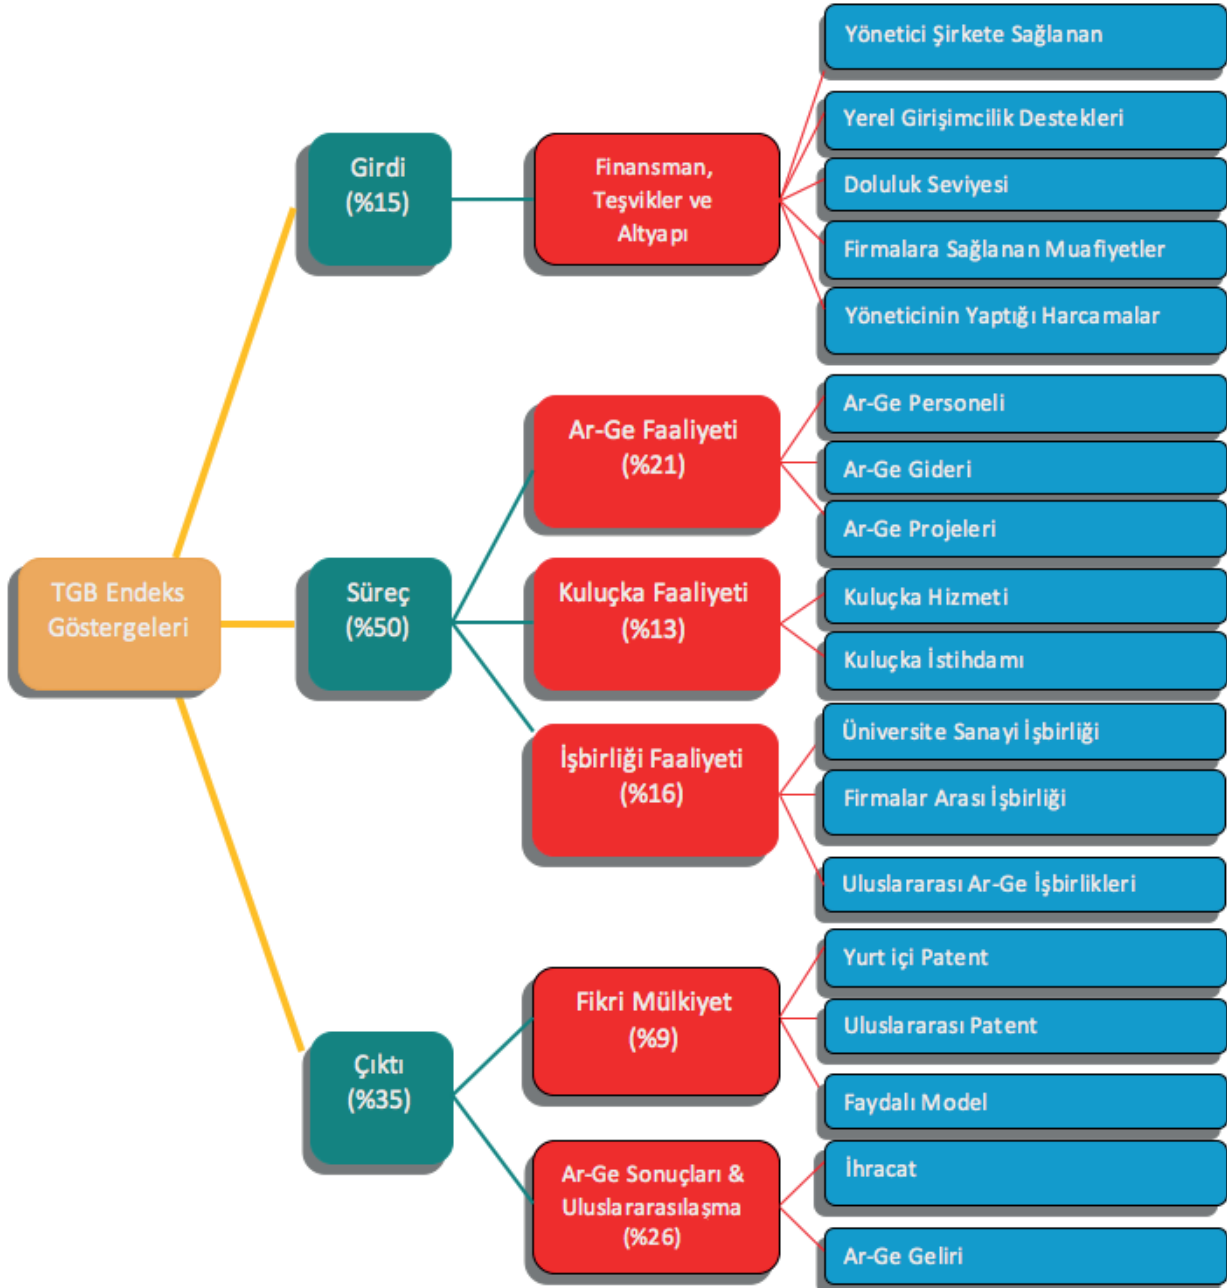 TGB Endeks
Göstergeleri
Girdi
(%15)
Finansman,
Teşvikler ve
Altyapı
Yönetici Şirkete Sağlanan
Yerel Girişimcilik Destekleri
Doluluk Seviyesi
Firmalara Sağlanan Muafiyetler
Yöneticinin Yaptığı Harcamalar
Süreç
(%50)
Ar-Ge Faaliyeti
(%21)
Ar-Ge Personeli
Ar-Ge Gideri
Ar-Ge Projeleri
Kuluçka Faaliyeti
(%13)
Kuluçka Hizmeti
Kuluçka İstihdamı
İşbirliği Faaliyeti
(%16)
Üniversite Sanayi İşbirliği
Firmalar Arası İşbirliği
Uluslararası Ar-Ge İşbirlikleri
Çıktı
(%35)
Fikri Mülkiyet
(%9)
Yurt içi Patent
Uluslararası Patent
Faydalı Model
Ar-Ge Sonuçları &
Uluslararasılaşma
(%26)
İhracat
Ar-Ge Geliri